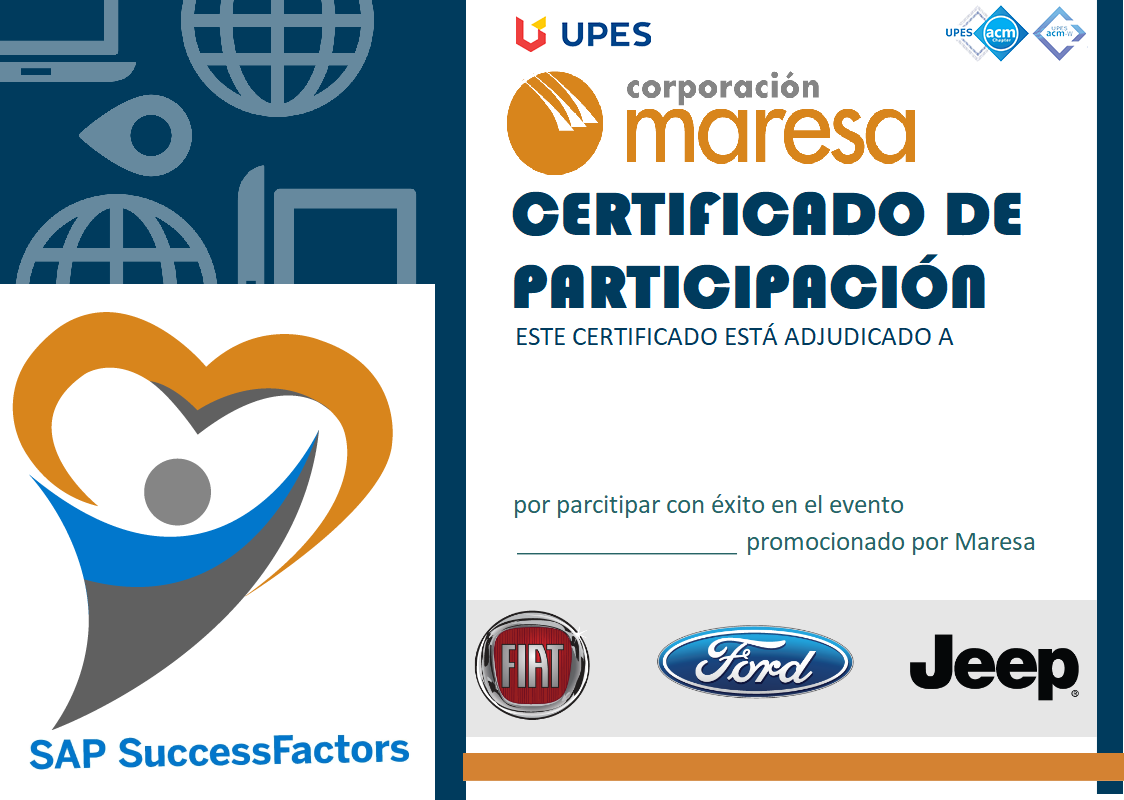 UPES
UPES acm Chapter
UPES acm-W
corporación
maresa
CERTIFICADO DE
PARTICIPACIÓN
ESTE CERTIFICADO ESTÁ ADJUDICADO A
por parcitipar con éxito en el evento
_________________ promocionado por Maresa
FIAT
Ford
Jeep®
SAP SuccessFactors